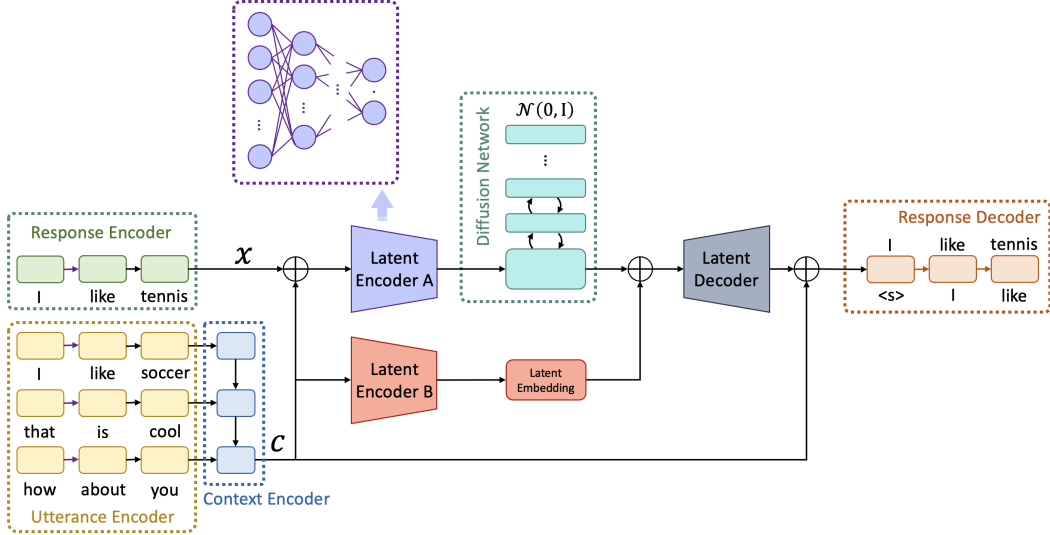 𝒩(0, I)
...
...
...
...
Diffusion Network
Response Encoder
I like tennis
x
Latent
Encoder A
Latent
Decoder
Response Decoder
I like tennis
<s> I like
I like soccer
that is cool
how about you
Utterance Encoder
Context Encoder
c
Latent
Encoder B
Latent
Embedding